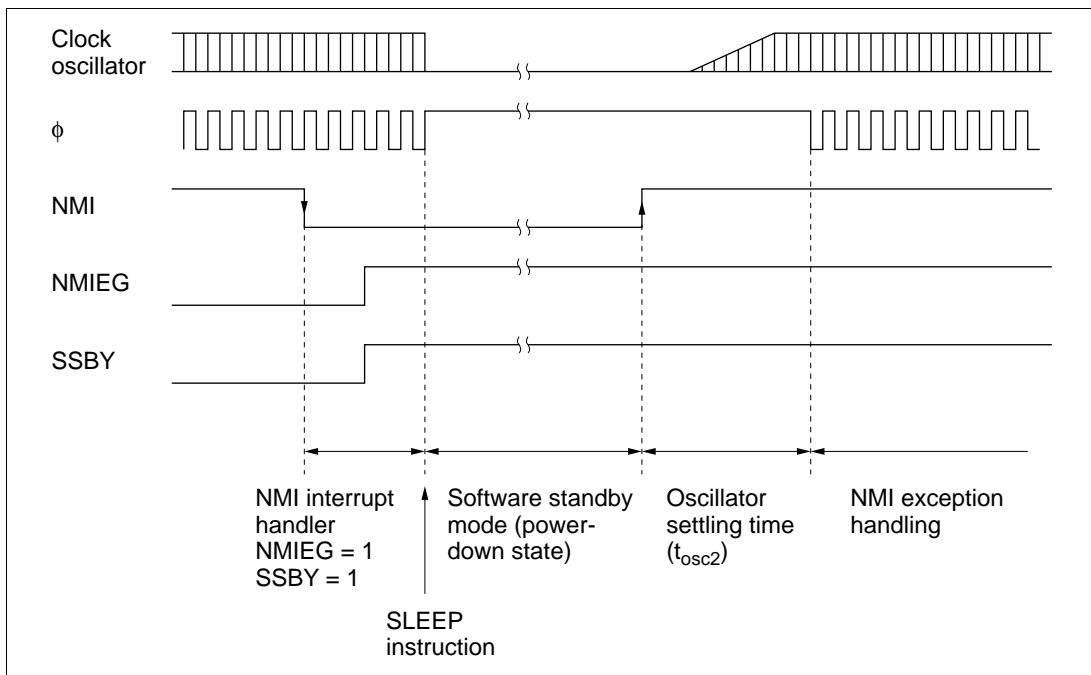 Clock
oscillator
ϕ
NMI
NMIEG
SSBY
NMI interrupt
handler
NMIEG = 1
SSBY = 1
Software standby
mode (power-
down state)
Oscillator
settling time
(tosc2)
NMI exception
handling
SLEEP
instruction